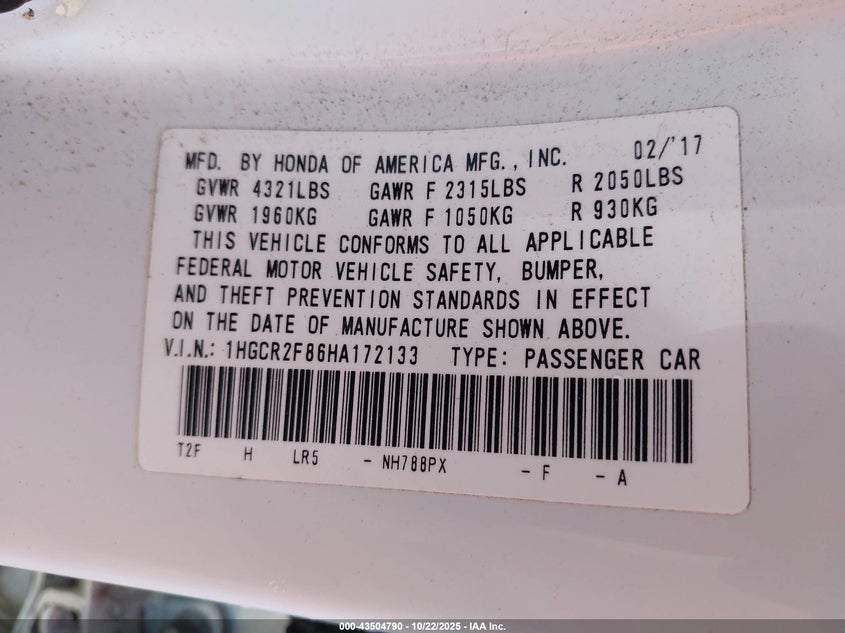 MFD. BY HONDA OF AMERICA MFG., INC. 02/'17
GVWR 4321LBS GAWR F 2315LBS R 2050LBS
GVWR 1960KG GAWR F 1050KG R 930KG
THIS VEHICLE CONFORMS TO ALL APPLICABLE
FEDERAL MOTOR VEHICLE SAFETY, BUMPER,
AND THEFT PREVENTION STANDARDS IN EFFECT
ON THE DATE OF MANUFACTURE SHOWN ABOVE.
V.I.N.: 1HGCR2F86HA172133 TYPE: PASSENGER CAR
T2F H LR5 - NH788PX - F - A
000-43504790 - 10/22/2025 - IAA Inc.